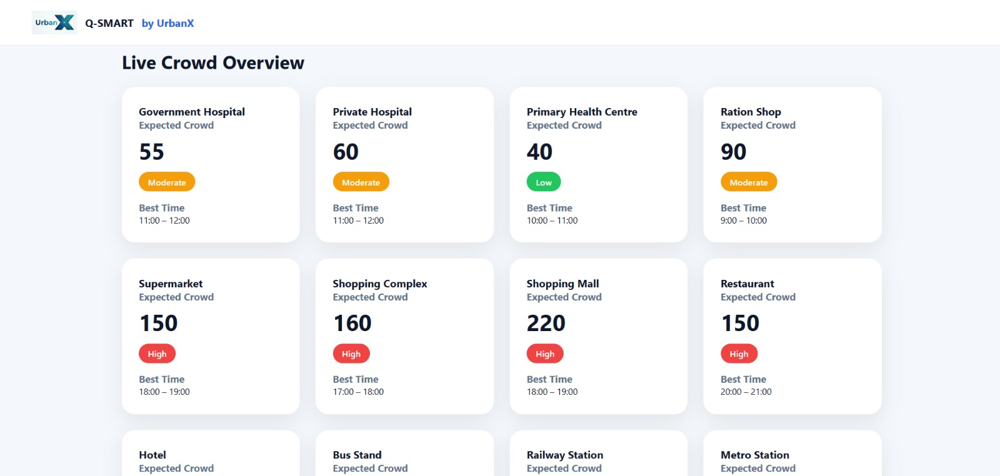 UrbanX Q-SMART by UrbanX
Live Crowd Overview
Government Hospital
Expected Crowd
55
Moderate
Best Time
11:00 – 12:00
Private Hospital
Expected Crowd
60
Moderate
Best Time
11:00 – 12:00
Primary Health Centre
Expected Crowd
40
Low
Best Time
10:00 – 11:00
Ration Shop
Expected Crowd
90
Moderate
Best Time
9:00 – 10:00
Supermarket
Expected Crowd
150
High
Best Time
18:00 – 19:00
Shopping Complex
Expected Crowd
160
High
Best Time
17:00 – 18:00
Shopping Mall
Expected Crowd
220
High
Best Time
18:00 – 19:00
Restaurant
Expected Crowd
150
High
Best Time
20:00 – 21:00
Hotel
Expected Crowd
Bus Stand
Expected Crowd
Railway Station
Expected Crowd
Metro Station
Expected Crowd